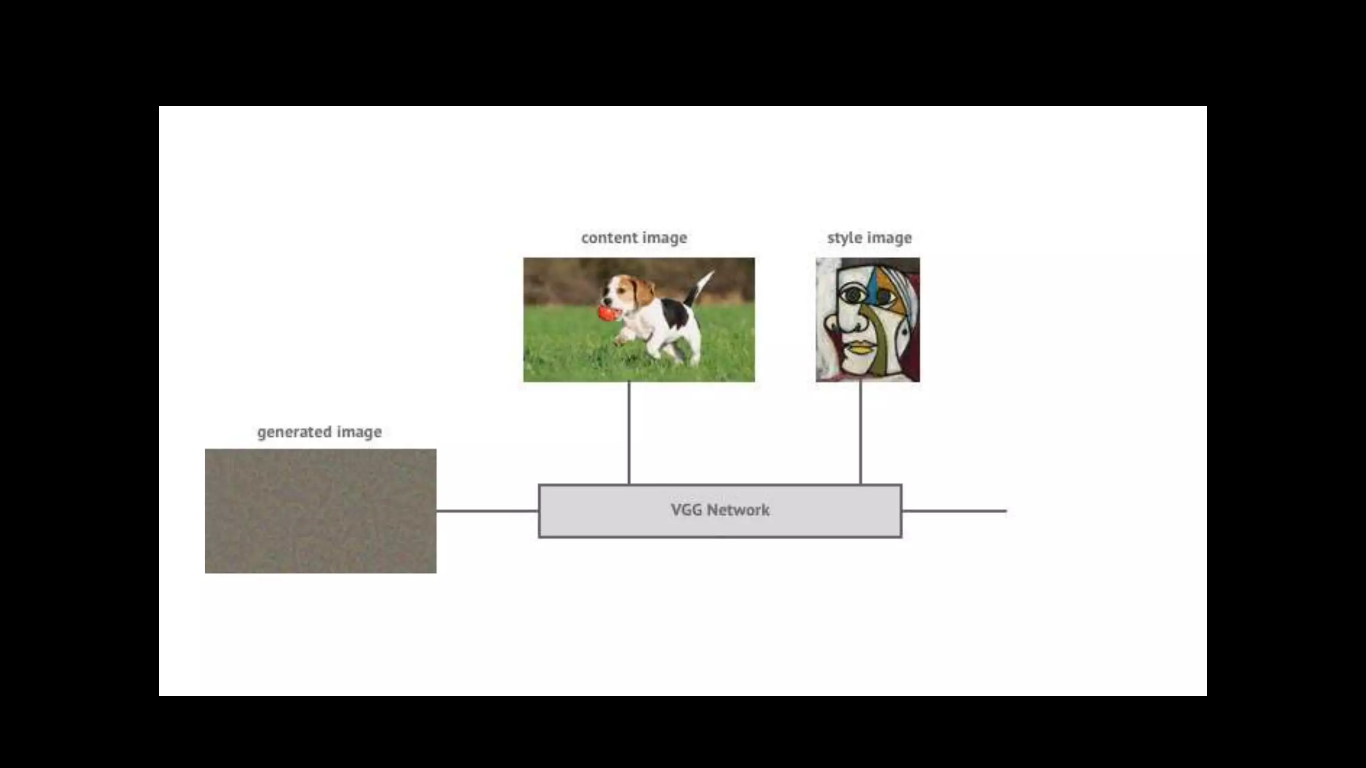 content image
style image
generated image
VGG Network